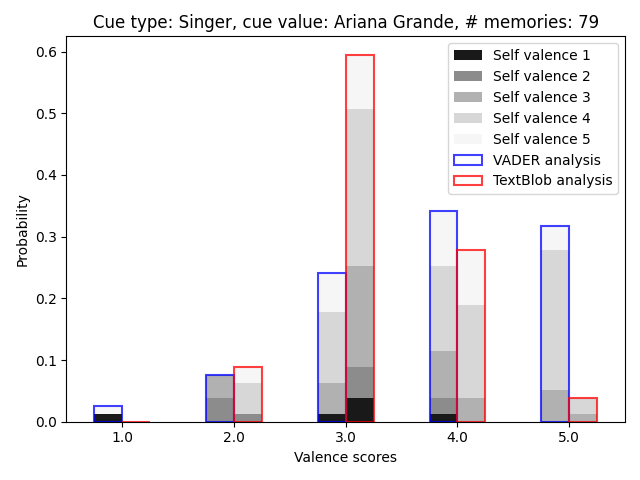 Cue type: Singer, cue value: Ariana Grande, # memories: 79
Probability
0.6
0.5
0.4
0.3
0.2
0.1
0.0
Self valence 1
Self valence 2
Self valence 3
Self valence 4
Self valence 5
VADER analysis
TextBlob analysis
1.0 2.0 3.0 4.0 5.0
Valence scores